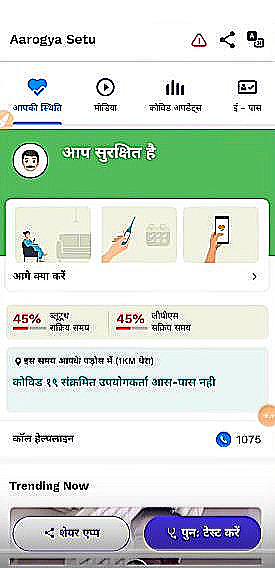 Aarogya Setu
आपकी स्थिति
मीडिया
कोविड अपडेट्स
ई - पास
आप सुरक्षित है
आगे क्या करें
45% ब्लूटूथ
सक्रिय समय
45% जीपीएस
सक्रिय समय
इस समय आपके पड़ोस में (1KM घेरा)
कोविड १९ संक्रमित उपयोगकर्ता आस-पास नही
कॉल हेल्पलाइन
1075
Trending Now
शेयर एप्प
पुनः टेस्ट करें